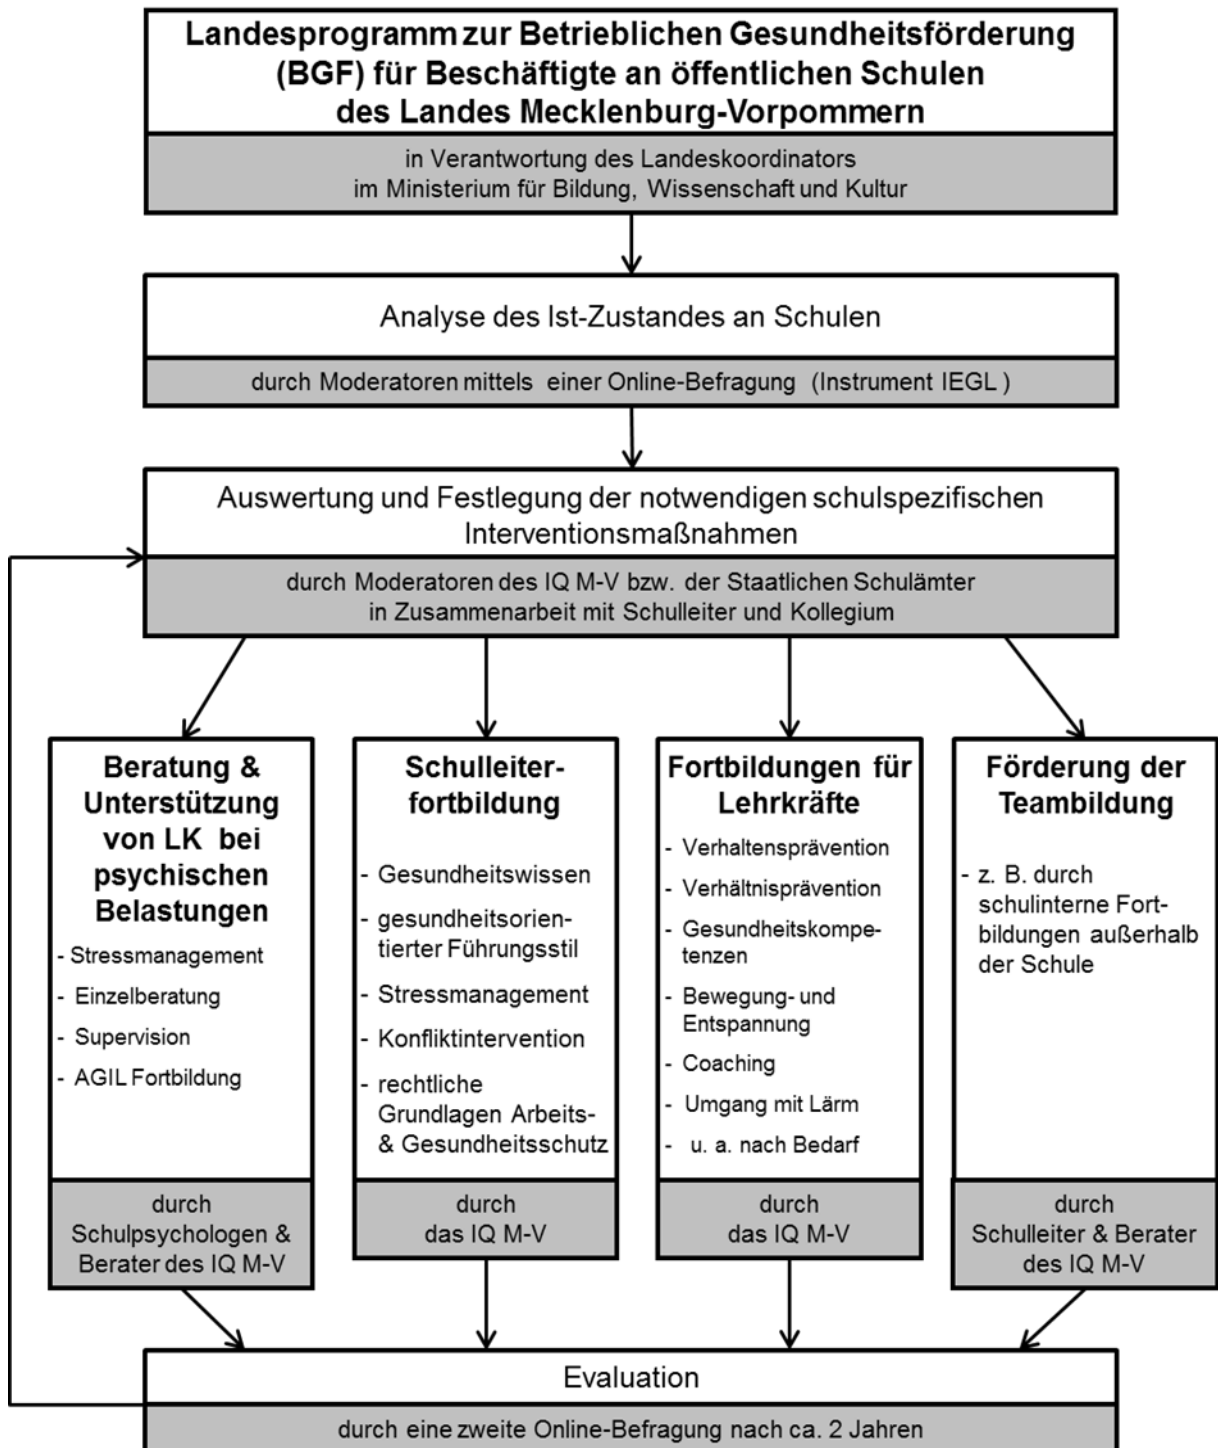 Landesprogramm zur Betrieblichen Gesundheitsförderung
(BGF) für Beschäftigte an öffentlichen Schulen
des Landes Mecklenburg-Vorpommern
in Verantwortung des Landeskoordinators
im Ministerium für Bildung, Wissenschaft und Kultur
Analyse des Ist-Zustandes an Schulen
durch Moderatoren mittels einer Online-Befragung (Instrument IEGL )
Auswertung und Festlegung der notwendigen schulspezifischen
Interventionsmaßnahmen
durch Moderatoren des IQ M-V bzw. der Staatlichen Schulämter
in Zusammenarbeit mit Schulleiter und Kollegium
Beratung &
Unterstützung
von LK bei
psychischen
Belastungen
- Stressmanagement
- Einzelberatung
- Supervision
- AGIL Fortbildung
durch
Schulpsychologen &
Berater des IQ M-V
Schulleiter-
fortbildung
- Gesundheitswissen
- gesundheitsorien-
tierter Führungsstil
- Stressmanagement
- Konfliktintervention
- rechtliche
Grundlagen Arbeits-
& Gesundheitsschutz
durch
das IQ M-V
Fortbildungen für
Lehrkräfte
- Verhaltensprävention
- Verhältnisprävention
- Gesundheitskompe-
tenzen
- Bewegung- und
Entspannung
- Coaching
- Umgang mit Lärm
- u. a. nach Bedarf
durch
das IQ M-V
Förderung der
Teambildung
- z. B. durch
schulinterne Fort-
bildungen außerhalb
der Schule
durch
Schulleiter & Berater
des IQ M-V
Evaluation
durch eine zweite Online-Befragung nach ca. 2 Jahren